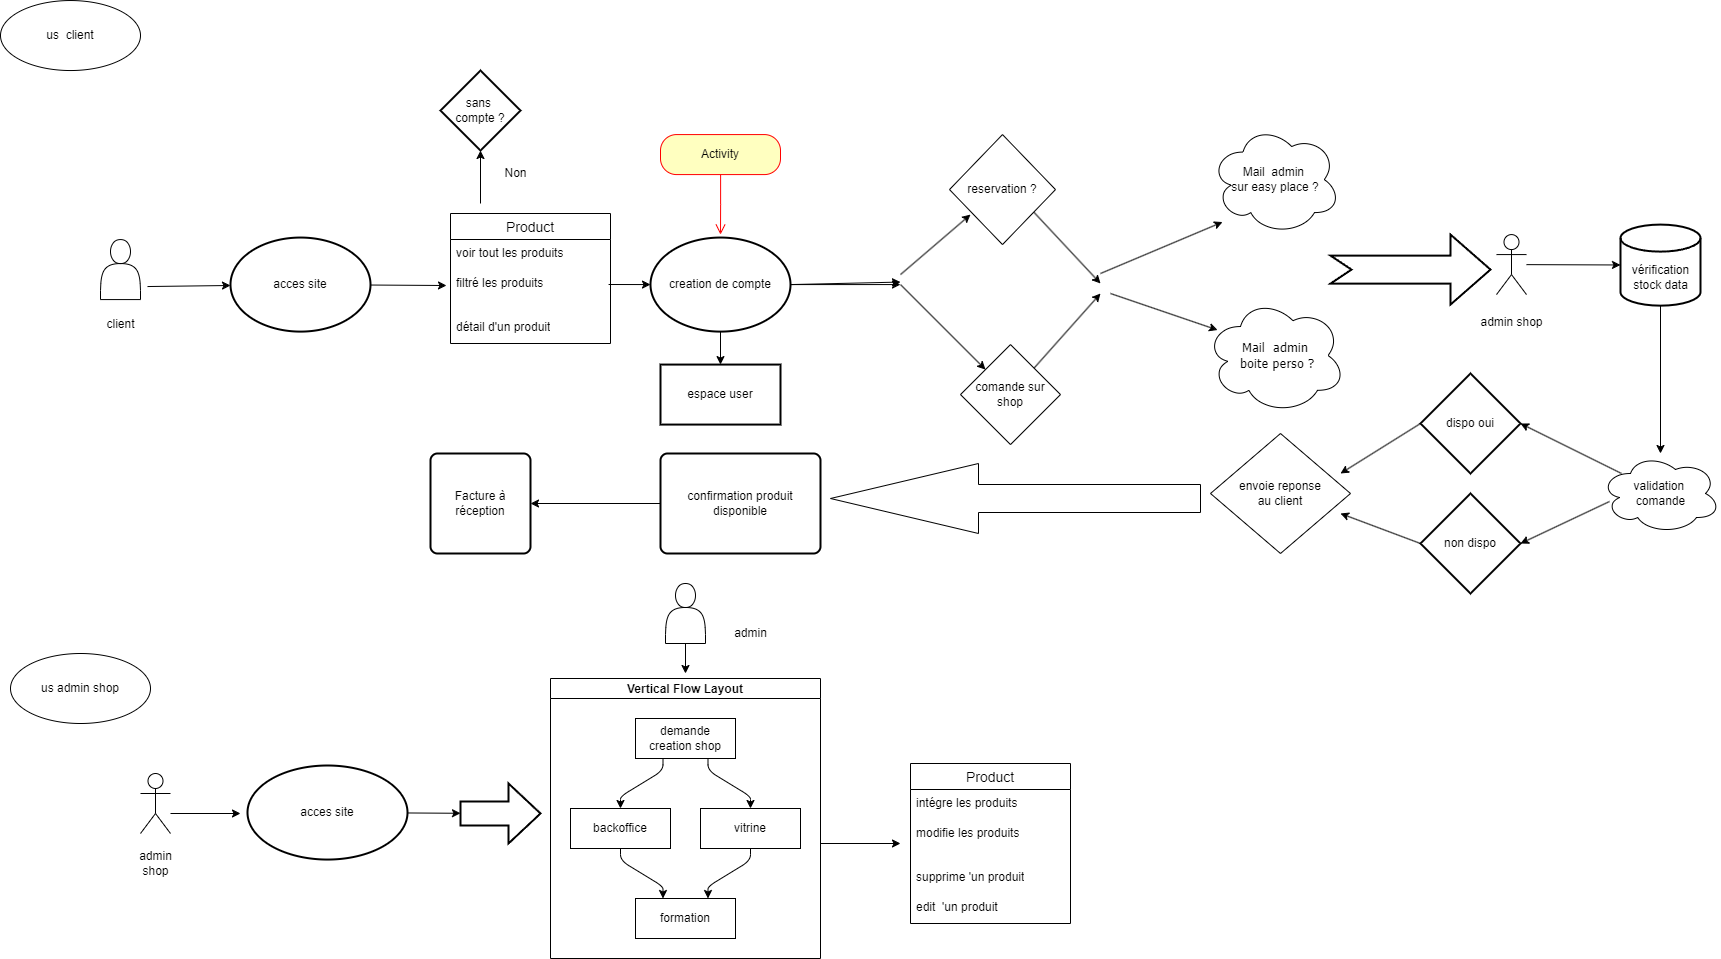 us  client
sans
compte ?
Non
Activity
Product
voir tout les produits
filtré les produits
détail d'un produit
client
acces site
creation de compte
espace user
reservation ?
comande sur
shop
Mail  admin
sur easy place ?
Mail  admin
boite perso ?
admin shop
vérification
stock data
dispo oui
non dispo
validation
comande
envoie reponse
au client
confirmation produit
disponible
Facture à
réception
admin
us admin shop
admin
shop
acces site
Vertical Flow Layout
demande
creation shop
backoffice
vitrine
formation
Product
intégre les produits
modifie les produits
supprime 'un produit
edit  'un produit